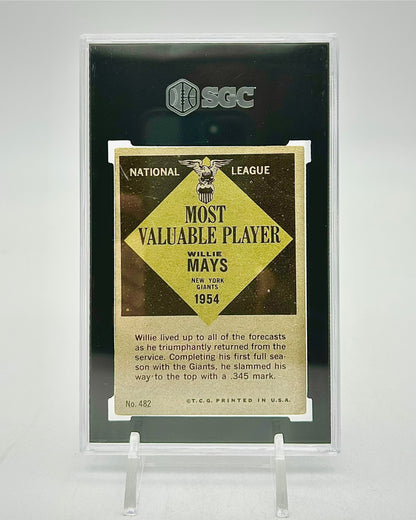 SGC
NATIONAL LEAGUE
MOST
VALUABLE PLAYER
WILLIE
MAYS
NEW YORK
GIANTS
1954
Willie lived up to all of the forecasts
as he triumphantly returned from the
service. Completing his first full sea-
son with the Giants, he slammed his
way to the top with a .345 mark.
No. 482 ©T.C.G. PRINTED IN U.S.A.